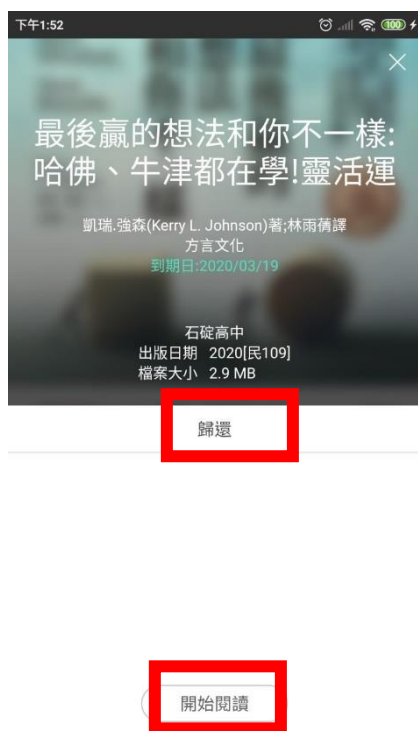 下午1:52
100
最後贏的想法和你不一樣:
哈佛、牛津都在學!靈活運
凱瑞.強森(Kerry L. Johnson)著;林雨蒨譯
方言文化
到期日:2020/03/19
石碇高中
出版日期 2020[民109]
檔案大小 2.9 MB
歸還
開始閱讀